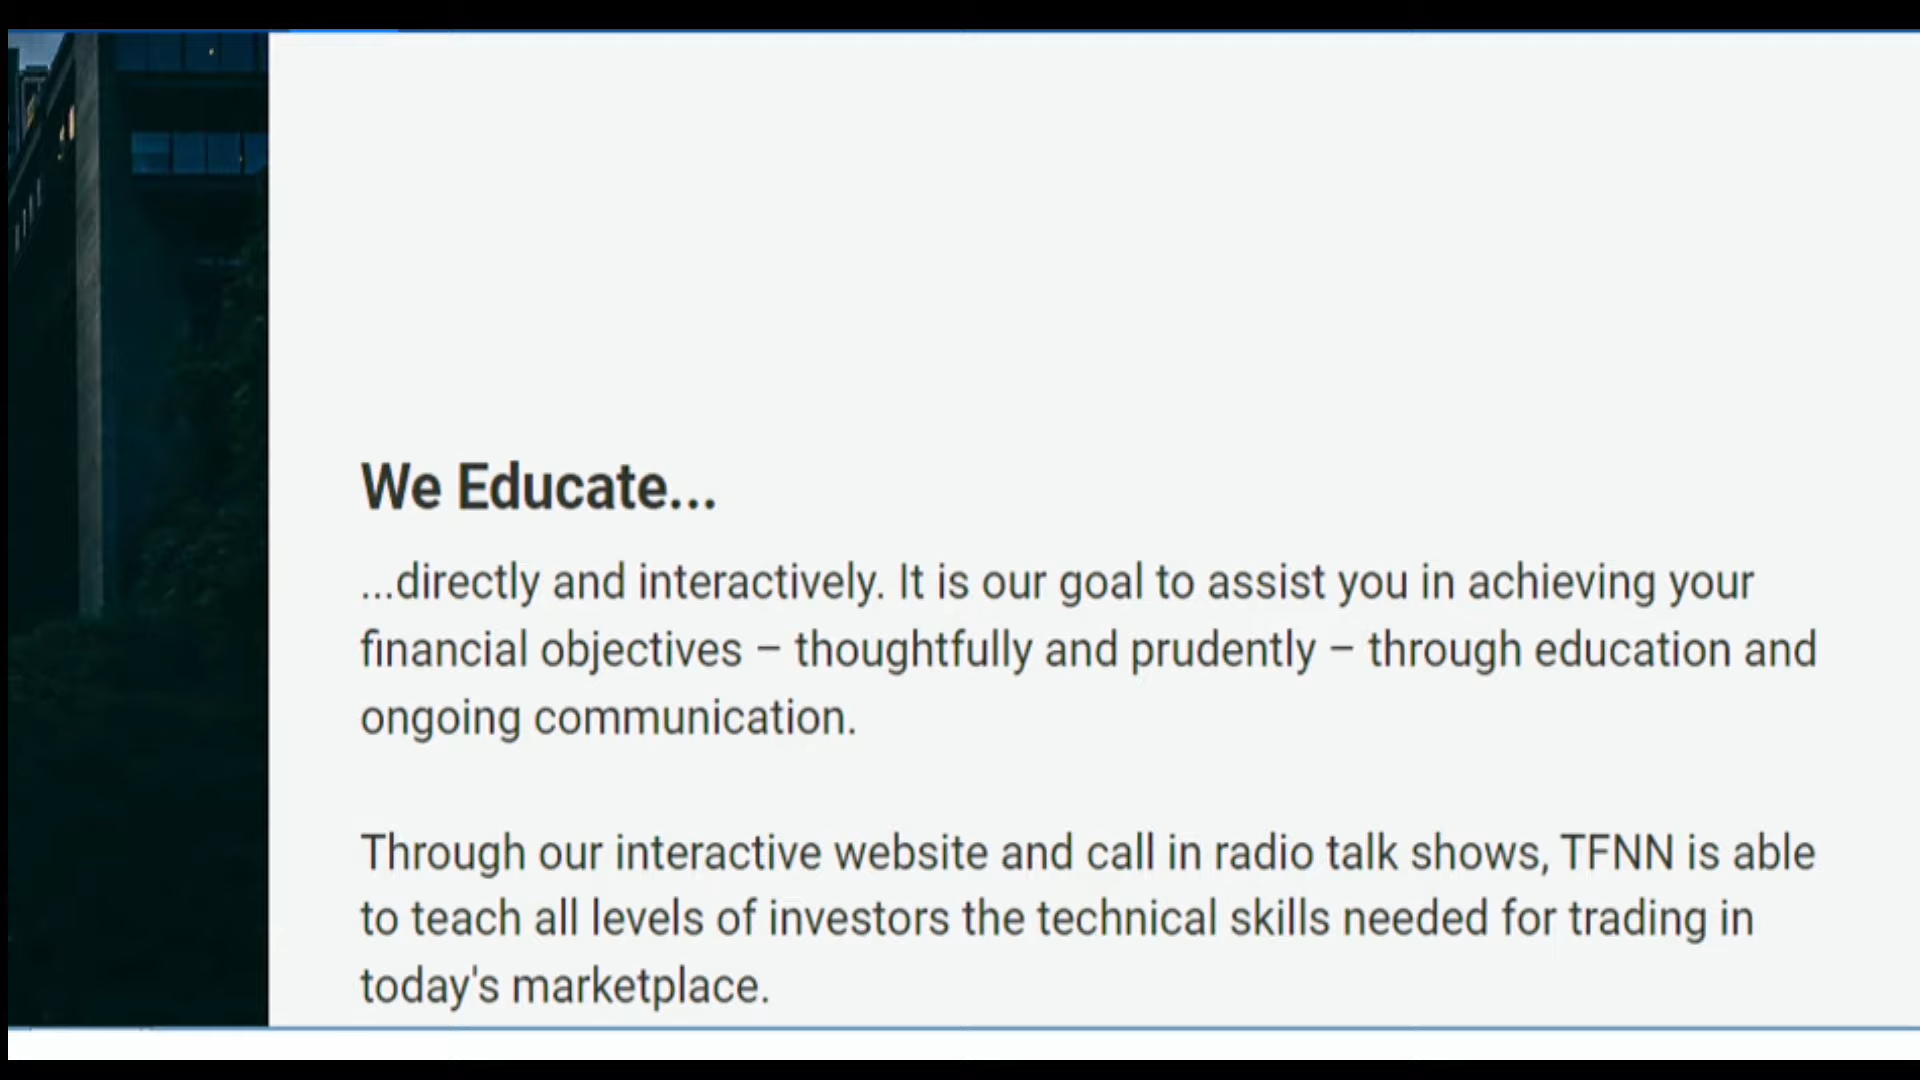 We Educate...
...directly and interactively. It is our goal to assist you in achieving your
financial objectives – thoughtfully and prudently – through education and
ongoing communication.
Through our interactive website and call in radio talk shows, TFNN is able
to teach all levels of investors the technical skills needed for trading in
today's marketplace.